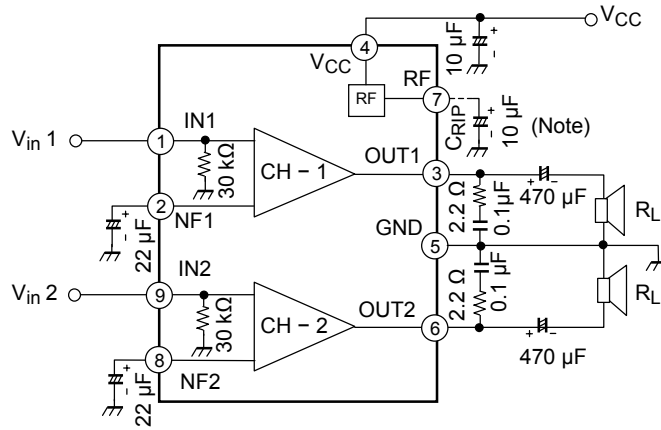 VCC
4
10 µF
+
-
VCC
RF
RF
7
CRIP
+
-
10 µF
(Note)
Vin 1
1
IN1
30 kΩ
CH − 1
OUT1
3
2.2 Ω
0.1µF
+
−
470 µF
RL
2
NF1
+
-
22 µF
GND
5
Vin 2
9
IN2
30 kΩ
CH − 2
OUT2
6
2.2 Ω
0.1 µF
+
−
470 µF
RL
8
NF2
+
-
22 µF